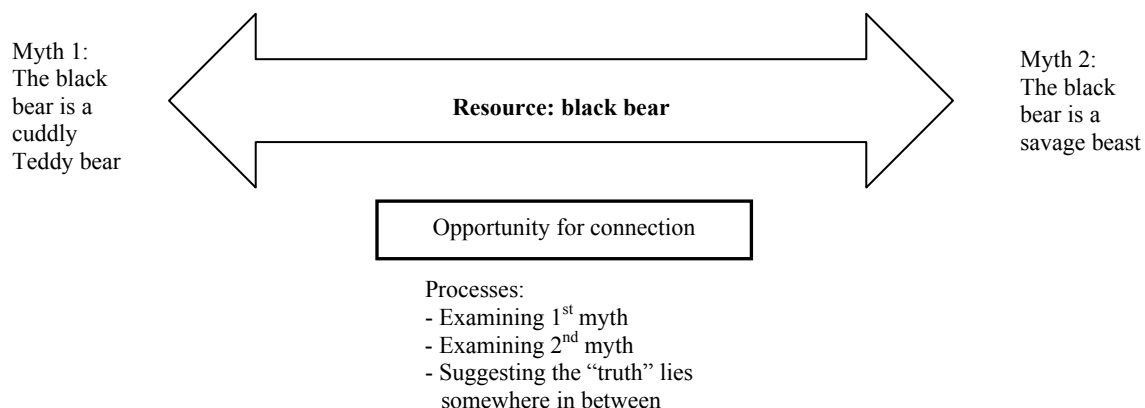 Myth 1:
The black
bear is a
cuddly
Teddy bear
Resource: black bear
Myth 2:
The black
bear is a
savage beast
Opportunity for connection
Processes:
- Examining 1st myth
- Examining 2nd myth
- Suggesting the “truth” lies
somewhere in between